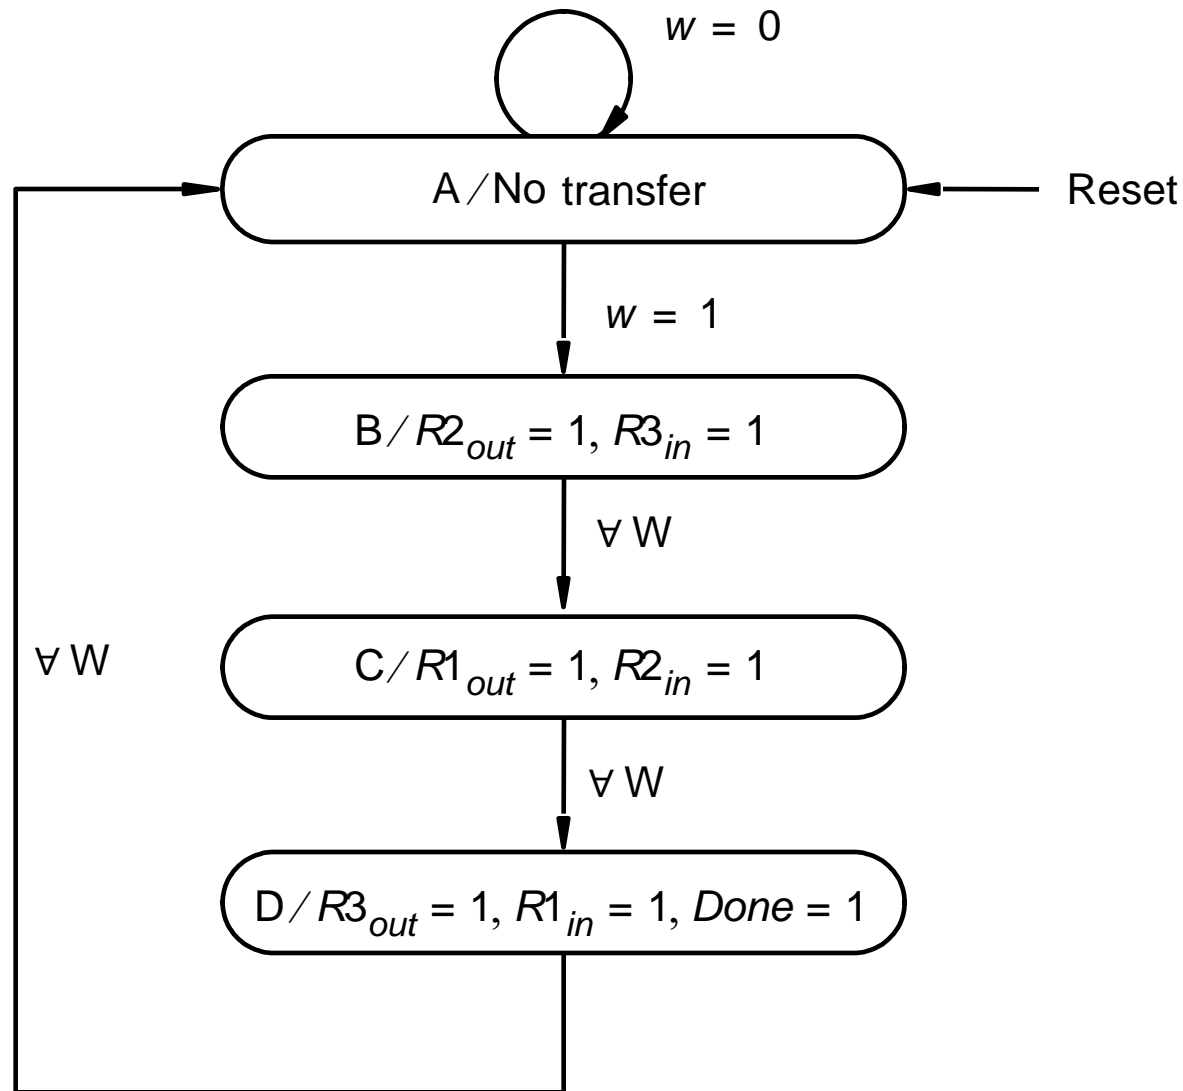 w = 0
A/No transfer
Reset
w = 1
B/R2out = 1, R3in = 1
∀ W
C/R1out = 1, R2in = 1
∀ W
∀ W
D/R3out = 1, R1in = 1, Done = 1